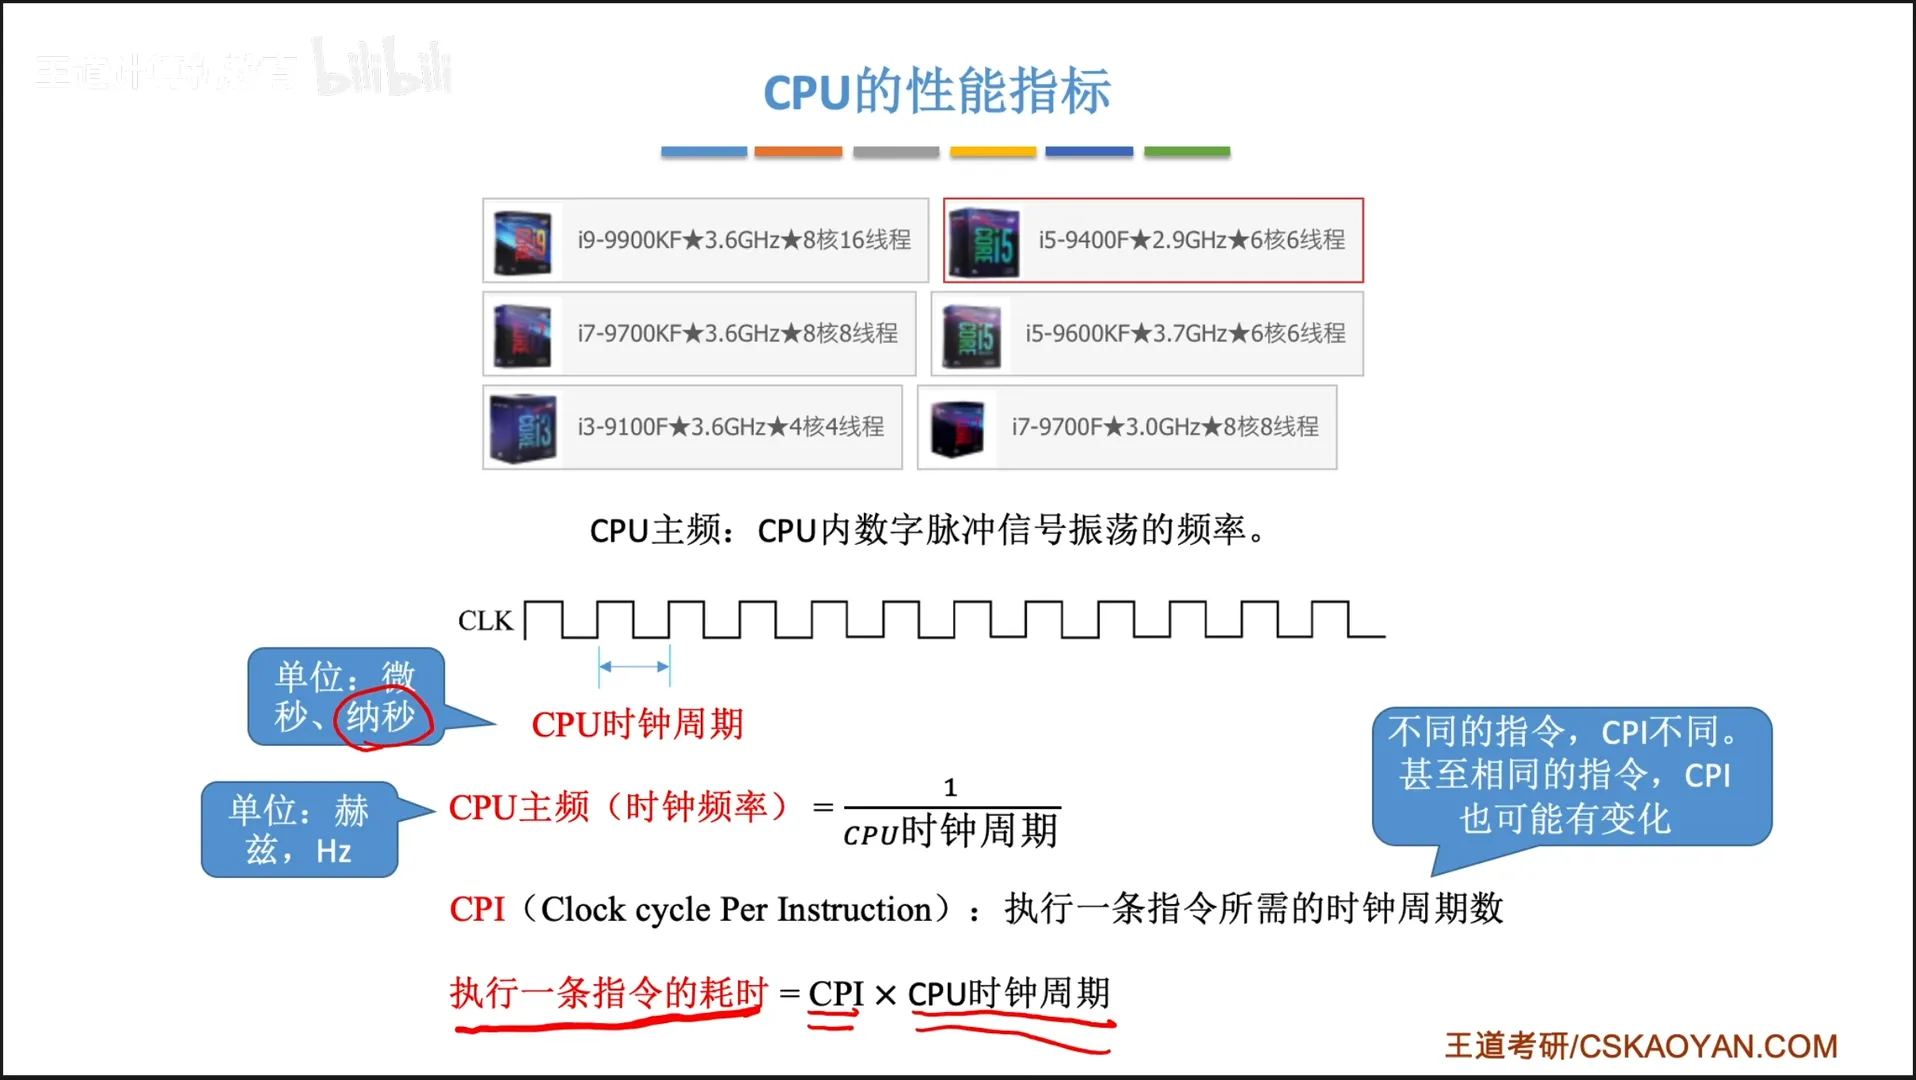 王道计算机教育 bilibili
CPU的性能指标
i9-9900KF★3.6GHz★8核16线程
i5-9400F★2.9GHz★6核6线程
i7-9700KF★3.6GHz★8核8线程
i5-9600KF★3.7GHz★6核6线程
i3-9100F★3.6GHz★4核4线程
i7-9700F★3.0GHz★8核8线程
CPU主频：CPU内数字脉冲信号振荡的频率。
CLK
单位：微
秒、纳秒
CPU时钟周期
单位：赫
兹，Hz
CPU主频（时钟频率） = 1/CPU时钟周期
不同的指令，CPI不同。
甚至相同的指令，CPI
也可能有变化
CPI（Clock cycle Per Instruction）：执行一条指令所需的时钟周期数
执行一条指令的耗时 = CPI × CPU时钟周期
王道考研/CSKAOYAN.COM